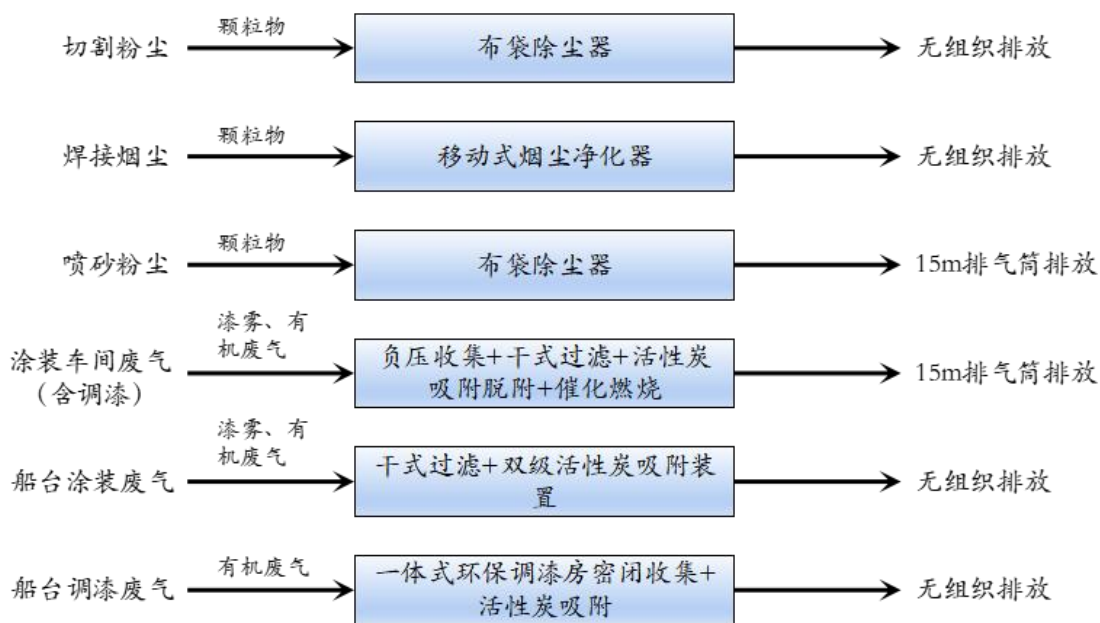 切割粉尘
颗粒物
布袋除尘器
无组织排放
焊接烟尘
颗粒物
移动式烟尘净化器
无组织排放
喷砂粉尘
颗粒物
布袋除尘器
15m排气筒排放
涂装车间废气
（含调漆）
漆雾、有
机废气
负压收集+干式过滤+活性炭
吸附脱附+催化燃烧
15m排气筒排放
船台涂装废气
漆雾、有
机废气
干式过滤+双级活性炭吸附装
置
无组织排放
船台调漆废气
有机废气
一体式环保调漆房密闭收集+
活性炭吸附
无组织排放